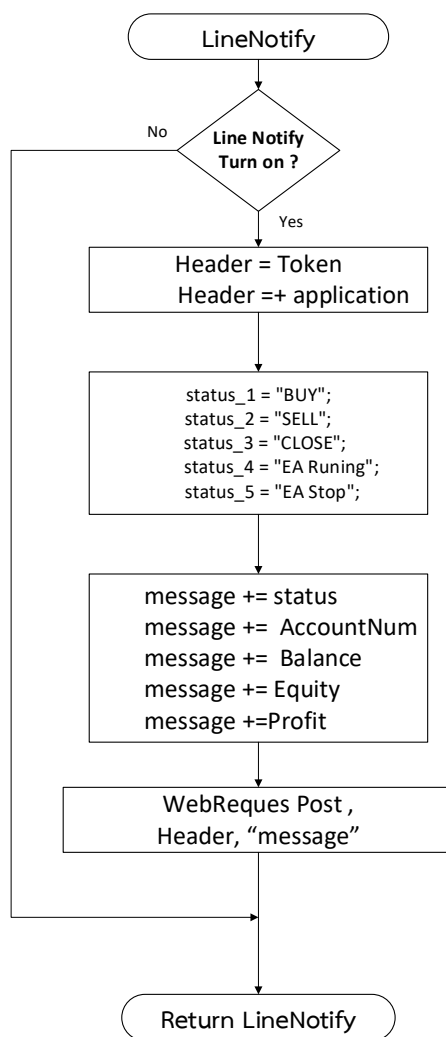 LineNotify
No
Line Notify
Turn on ?
Yes
Header = Token
Header =+ application
status_1 = "BUY";
status_2 = "SELL";
status_3 = "CLOSE";
status_4 = "EA Runing";
status_5 = "EA Stop";
message += status
message += AccountNum
message += Balance
message += Equity
message +=Profit
WebReques Post ,
Header, “message”
Return LineNotify